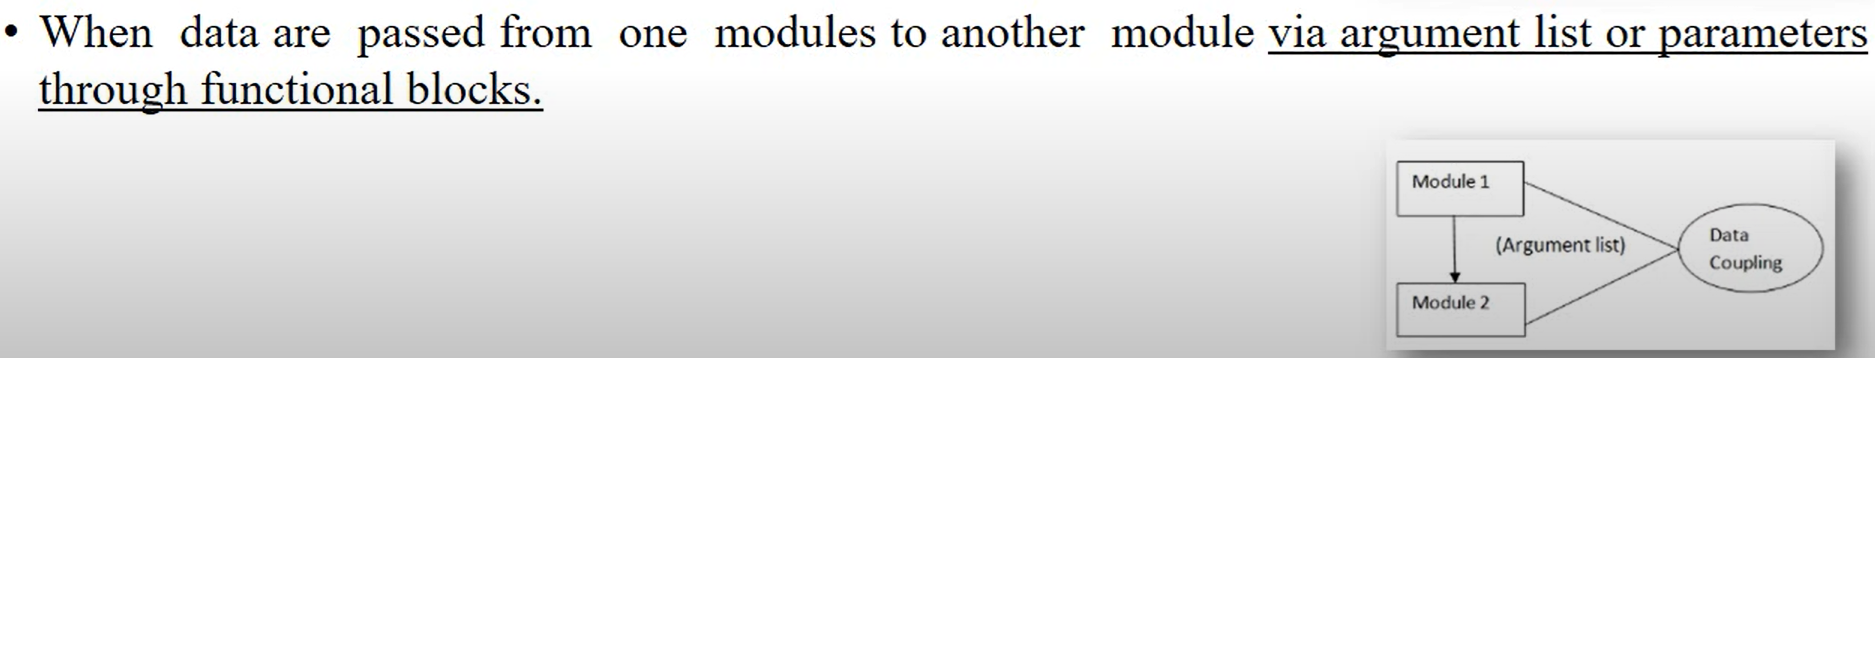 • When data are passed from one modules to another module via argument list or parameters
through functional blocks.
Module 1
(Argument list)
Data
Coupling
Module 2